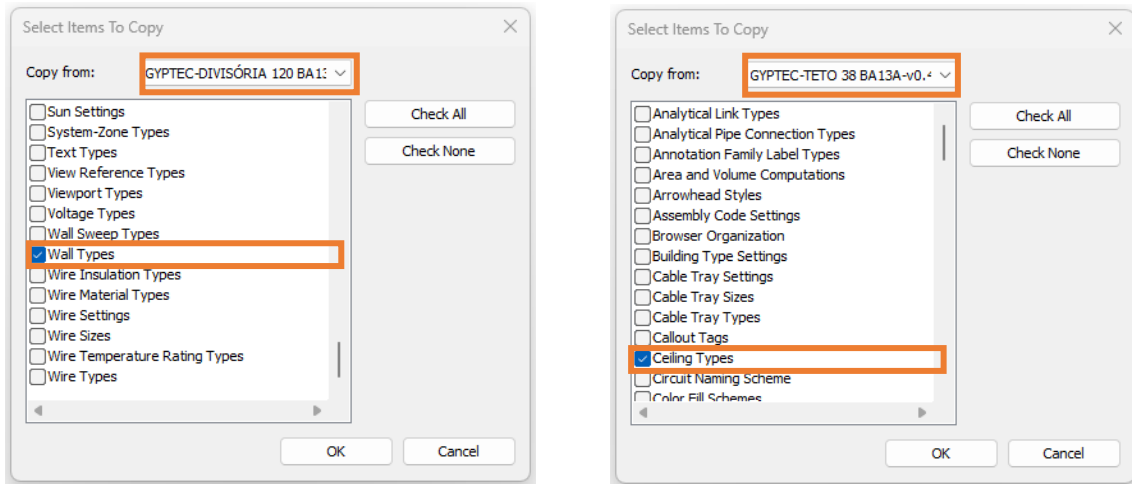 Select Items To Copy
Copy from:
GYPTEC-DIVISÓRIA 120 BA13
Sun Settings
System-Zone Types
Text Types
View Reference Types
Viewport Types
Voltage Types
Wall Sweep Types
Wall Types
Wire Insulation Types
Wire Material Types
Wire Settings
Wire Sizes
Wire Temperature Rating Types
Wire Types
Check All
Check None
OK
Cancel
Select Items To Copy
Copy from:
GYPTEC-TETO 38 BA13A-v0.4
Analytical Link Types
Analytical Pipe Connection Types
Annotation Family Label Types
Area and Volume Computations
Arrowhead Styles
Assembly Code Settings
Browser Organization
Building Type Settings
Cable Tray Settings
Cable Tray Sizes
Cable Tray Types
Callout Tags
Ceiling Types
Circuit Naming Scheme
Color Fill Schemes
Check All
Check None
OK
Cancel